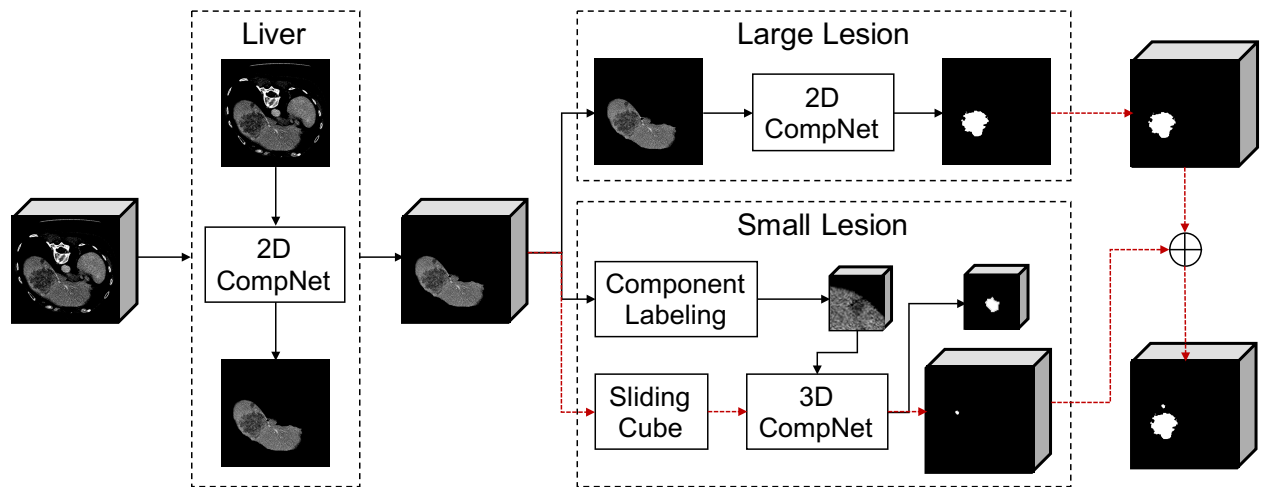 Liver
2D
CompNet
Large Lesion
2D
CompNet
Small Lesion
Component
Labeling
Sliding
Cube
3D
CompNet